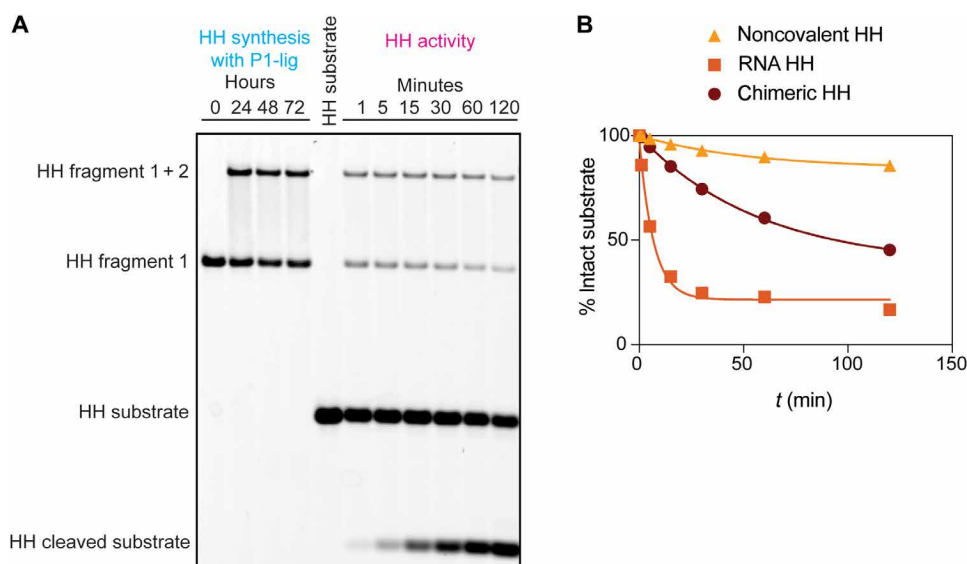 A
HH synthesis
with P1-lig
Hours
0 24 48 72
HH substrate
HH activity
Minutes
1 5 15 30 60 120
HH fragment 1 + 2
HH fragment 1
HH substrate
HH cleaved substrate
B
Noncovalent HH
RNA HH
Chimeric HH
% Intact substrate
100
50
0
0 50 100 150
t (min)